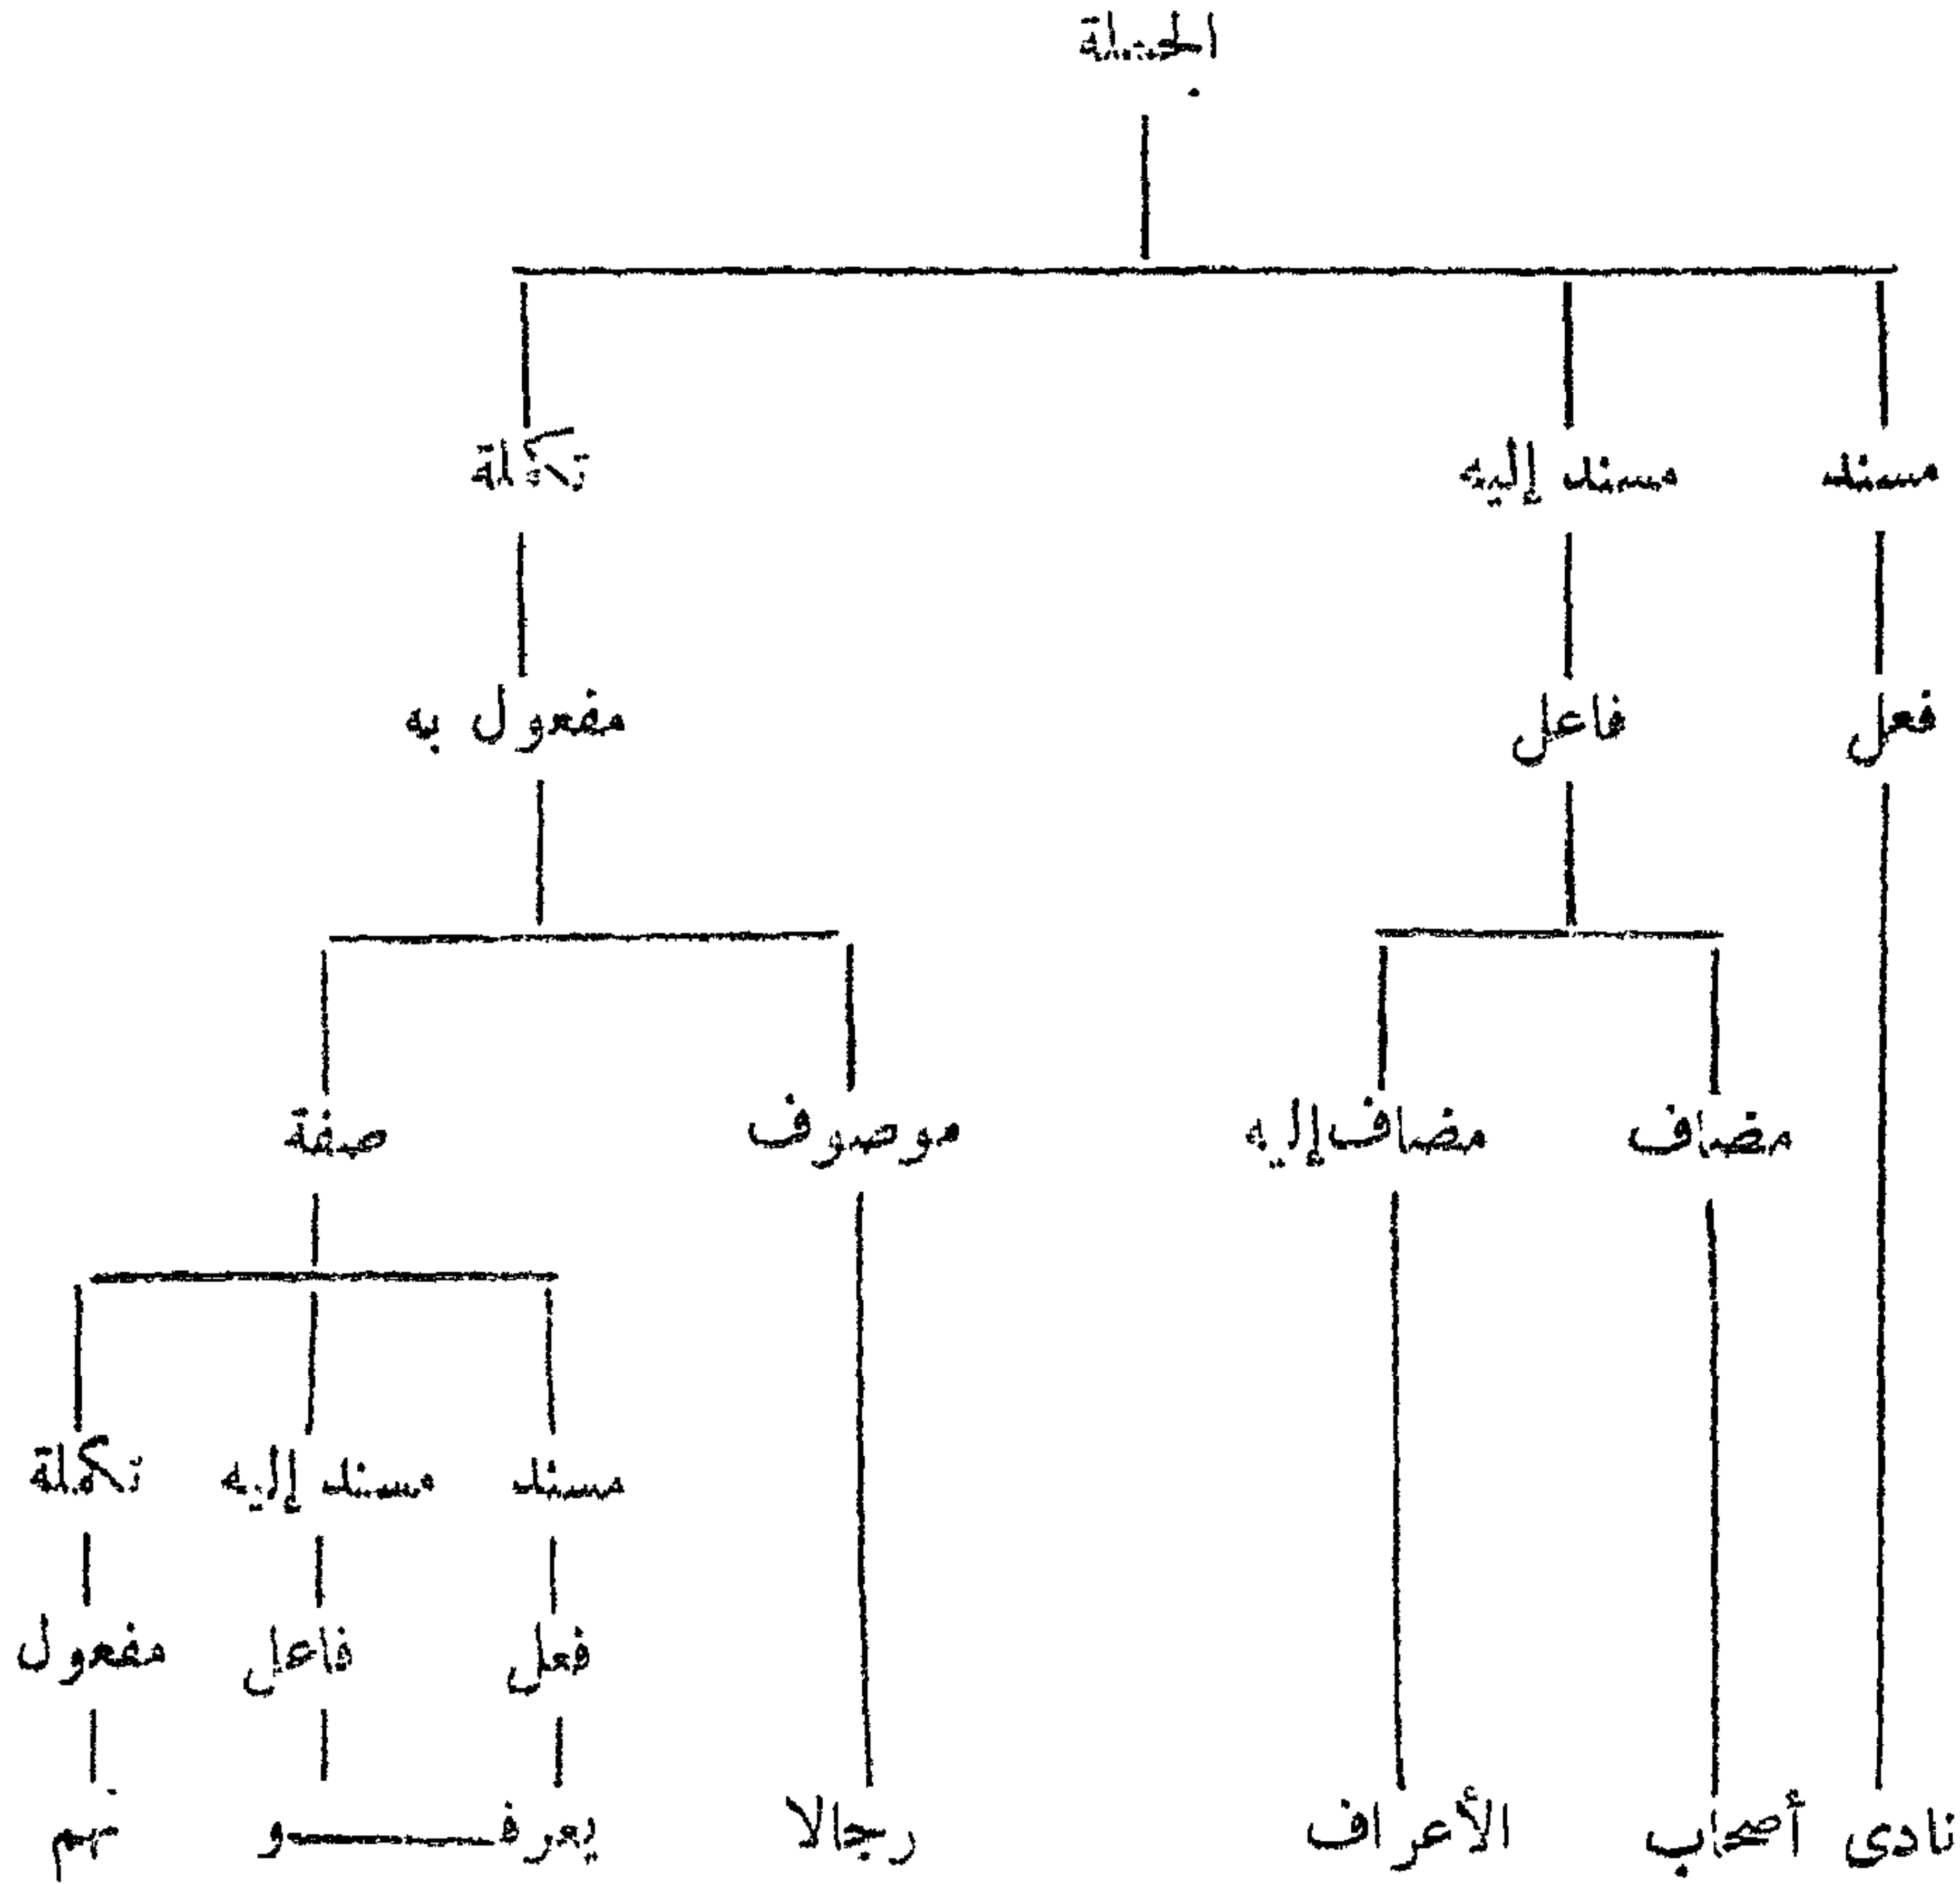 الجملة
مسند مسند إليه تكملة
فعل فاعل مفعول به
مضاف مضاف إليه موصوف صفة
مسند مسند إليه تكملة
فعل فاعل مفعول
نادى أصحاب الأعراف رجالا يعرفـــو نهم